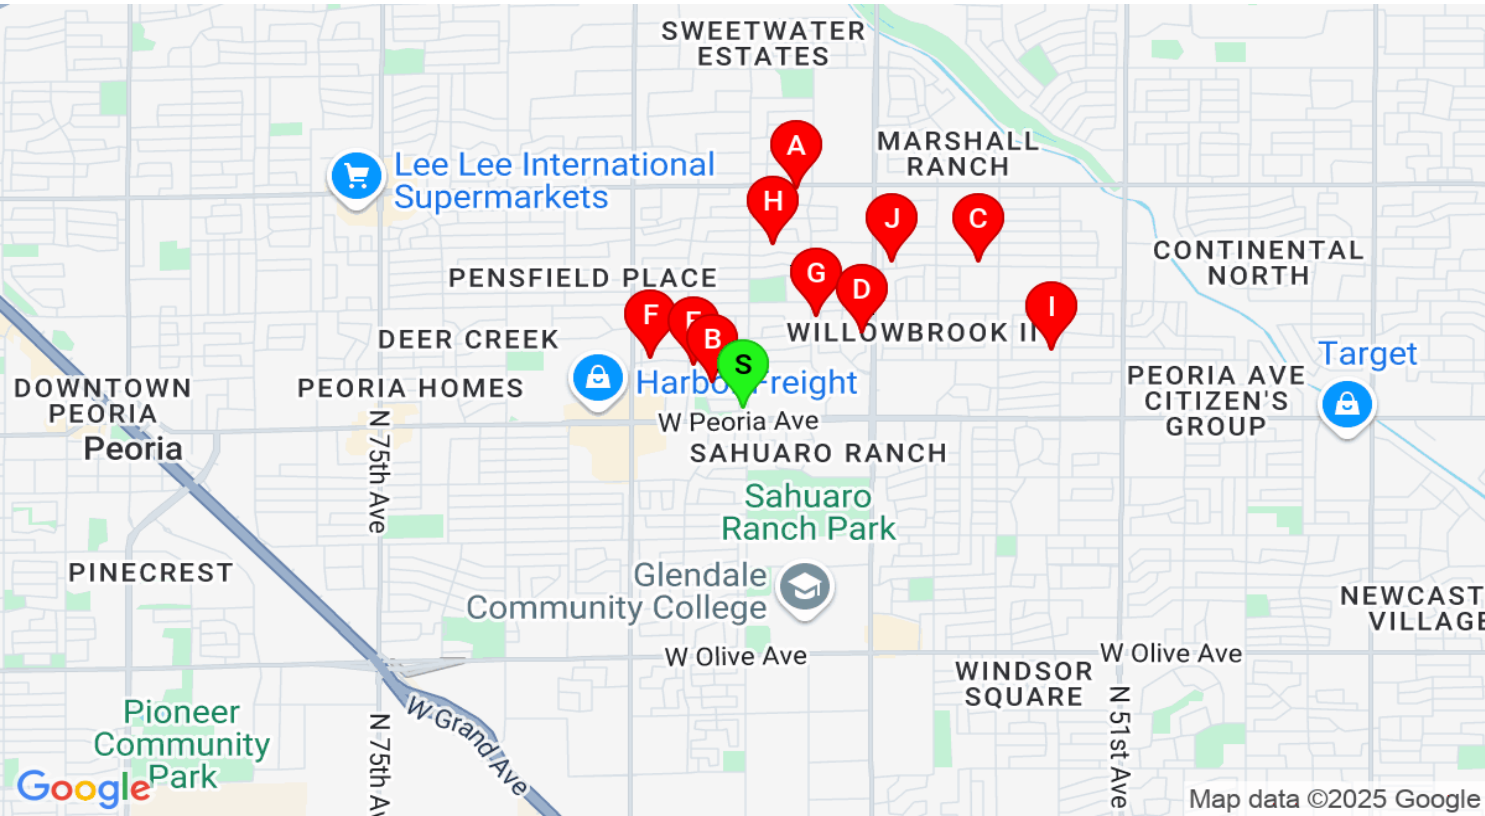 SWEETWATER
ESTATES
A
MARSHALL
RANCH
Lee Lee International
Supermarkets
H
J
C
CONTINENTAL
NORTH
PENSFIELD PLACE
G
D
I
F
B
WILLOWBROOK II
DEER CREEK
S
Target
DOWNTOWN
PEORIA
PEORIA HOMES
Harbor Freight
PEORIA AVE
CITIZEN'S
GROUP
W Peoria Ave
Peoria
N 75th Ave
SAHUARO RANCH
Sahuaro
Ranch Park
PINECREST
Glendale
Community College
NEWCAST
VILLAGE
W Olive Ave
W Olive Ave
WINDSOR
SQUARE
Pioneer
Community
Park
W Grand Ave
N 75th Av
N 51st Ave
Google
Map data ©2025 Google